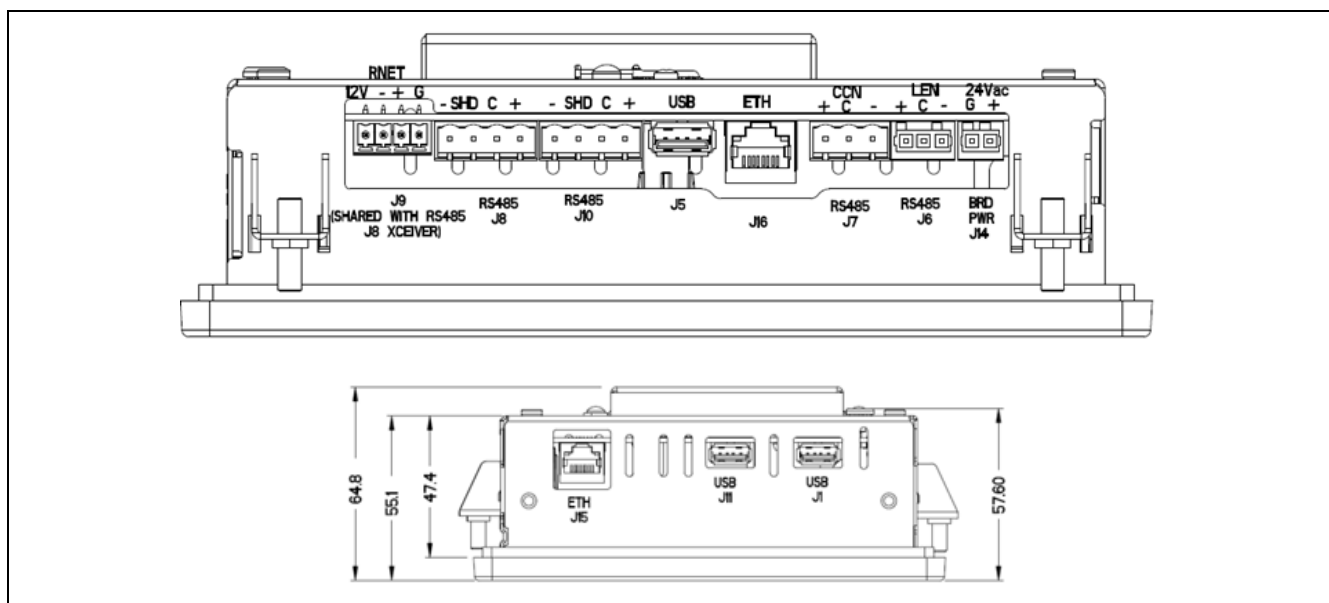 RNET
12V - + G
- SHD C +
- SHD C +
USB
ETH
CCN
+ C -
LEN
+ C -
24Vac
G +
J9
(SHARED WITH RS485
J8 XCEIVER)
RS485
J8
RS485
J10
J5
J16
RS485
J7
RS485
J6
BRD
PWR
J14
64.8
55.1
47.4
ETH
J15
USB
J11
USB
J1
57.60